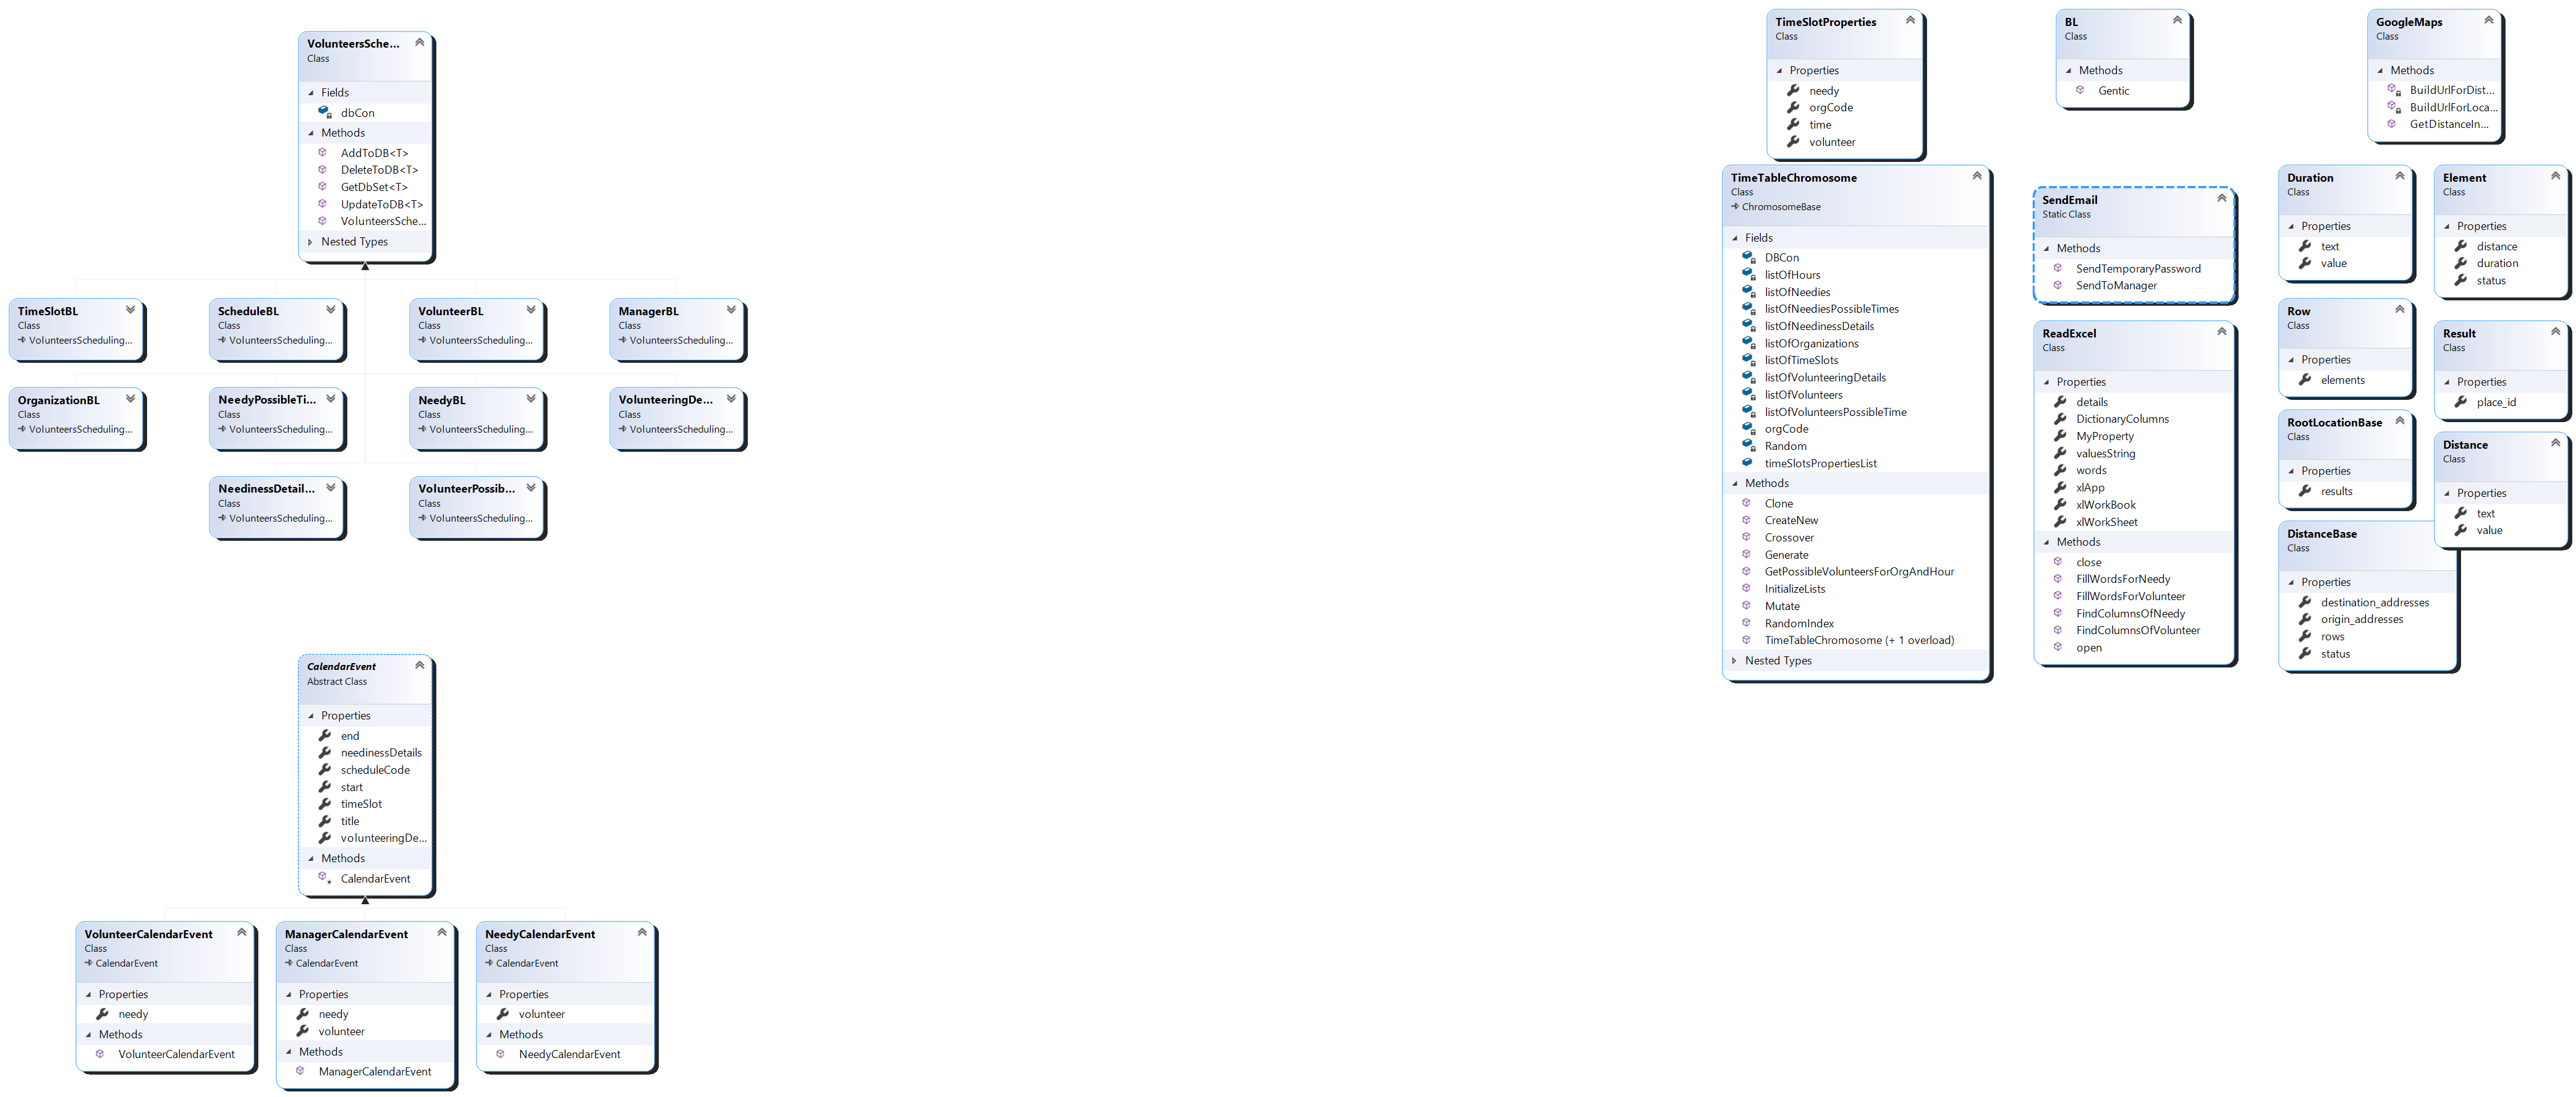 VolunteersSche...
Class
Fields
dbCon
Methods
AddToDB<T>
DeleteToDB<T>
GetDbSet<T>
UpdateToDB<T>
VolunteersSche...
Nested Types
TimeSlotBL
Class
VolunteersScheduling...
ScheduleBL
Class
VolunteersScheduling...
VolunteerBL
Class
VolunteersScheduling...
ManagerBL
Class
VolunteersScheduling...
OrganizationBL
Class
VolunteersScheduling...
NeedyPossibleTi...
Class
VolunteersScheduling...
NeedyBL
Class
VolunteersScheduling...
VolunteeringDe...
Class
VolunteersScheduling...
NeedinessDetail...
Class
VolunteersScheduling...
VolunteerPossib...
Class
VolunteersScheduling...
CalendarEvent
Abstract Class
Properties
end
needinessDetails
scheduleCode
start
timeSlot
title
volunteeringDe...
Methods
CalendarEvent
VolunteerCalendarEvent
Class
CalendarEvent
Properties
needy
Methods
VolunteerCalendarEvent
ManagerCalendarEvent
Class
CalendarEvent
Properties
needy
volunteer
Methods
ManagerCalendarEvent
NeedyCalendarEvent
Class
CalendarEvent
Properties
volunteer
Methods
NeedyCalendarEvent
TimeSlotProperties
Class
Properties
needy
orgCode
time
volunteer
TimeTableChromosome
Class
ChromosomeBase
Fields
DBCon
listOfHours
listOfNeedies
listOfNeediesPossibleTimes
listOfNeedinessDetails
listOfOrganizations
listOfTimeSlots
listOfVolunteeringDetails
listOfVolunteers
listOfVolunteersPossibleTime
orgCode
Random
timeSlotsPropertiesList
Methods
Clone
CreateNew
Crossover
Generate
GetPossibleVolunteersForOrgAndHour
InitializeLists
Mutate
RandomIndex
TimeTableChromosome (+ 1 overload)
Nested Types
BL
Class
Methods
Gentic
SendEmail
Static Class
Methods
SendTemporaryPassword
SendToManager
ReadExcel
Class
Properties
details
DictionaryColumns
MyProperty
valuesString
words
xlApp
xlWorkBook
xlWorkSheet
Methods
close
FillWordsForNeedy
FillWordsForVolunteer
FindColumnsOfNeedy
FindColumnsOfVolunteer
open
GoogleMaps
Class
Methods
BuildUrlForDist...
BuildUrlForLoca...
GetDistanceIn...
Duration
Class
Properties
text
value
Element
Class
Properties
distance
duration
status
Row
Class
Properties
elements
Result
Class
Properties
place_id
RootLocationBase
Class
Properties
results
Distance
Class
Properties
text
value
DistanceBase
Class
Properties
destination_addresses
origin_addresses
rows
status